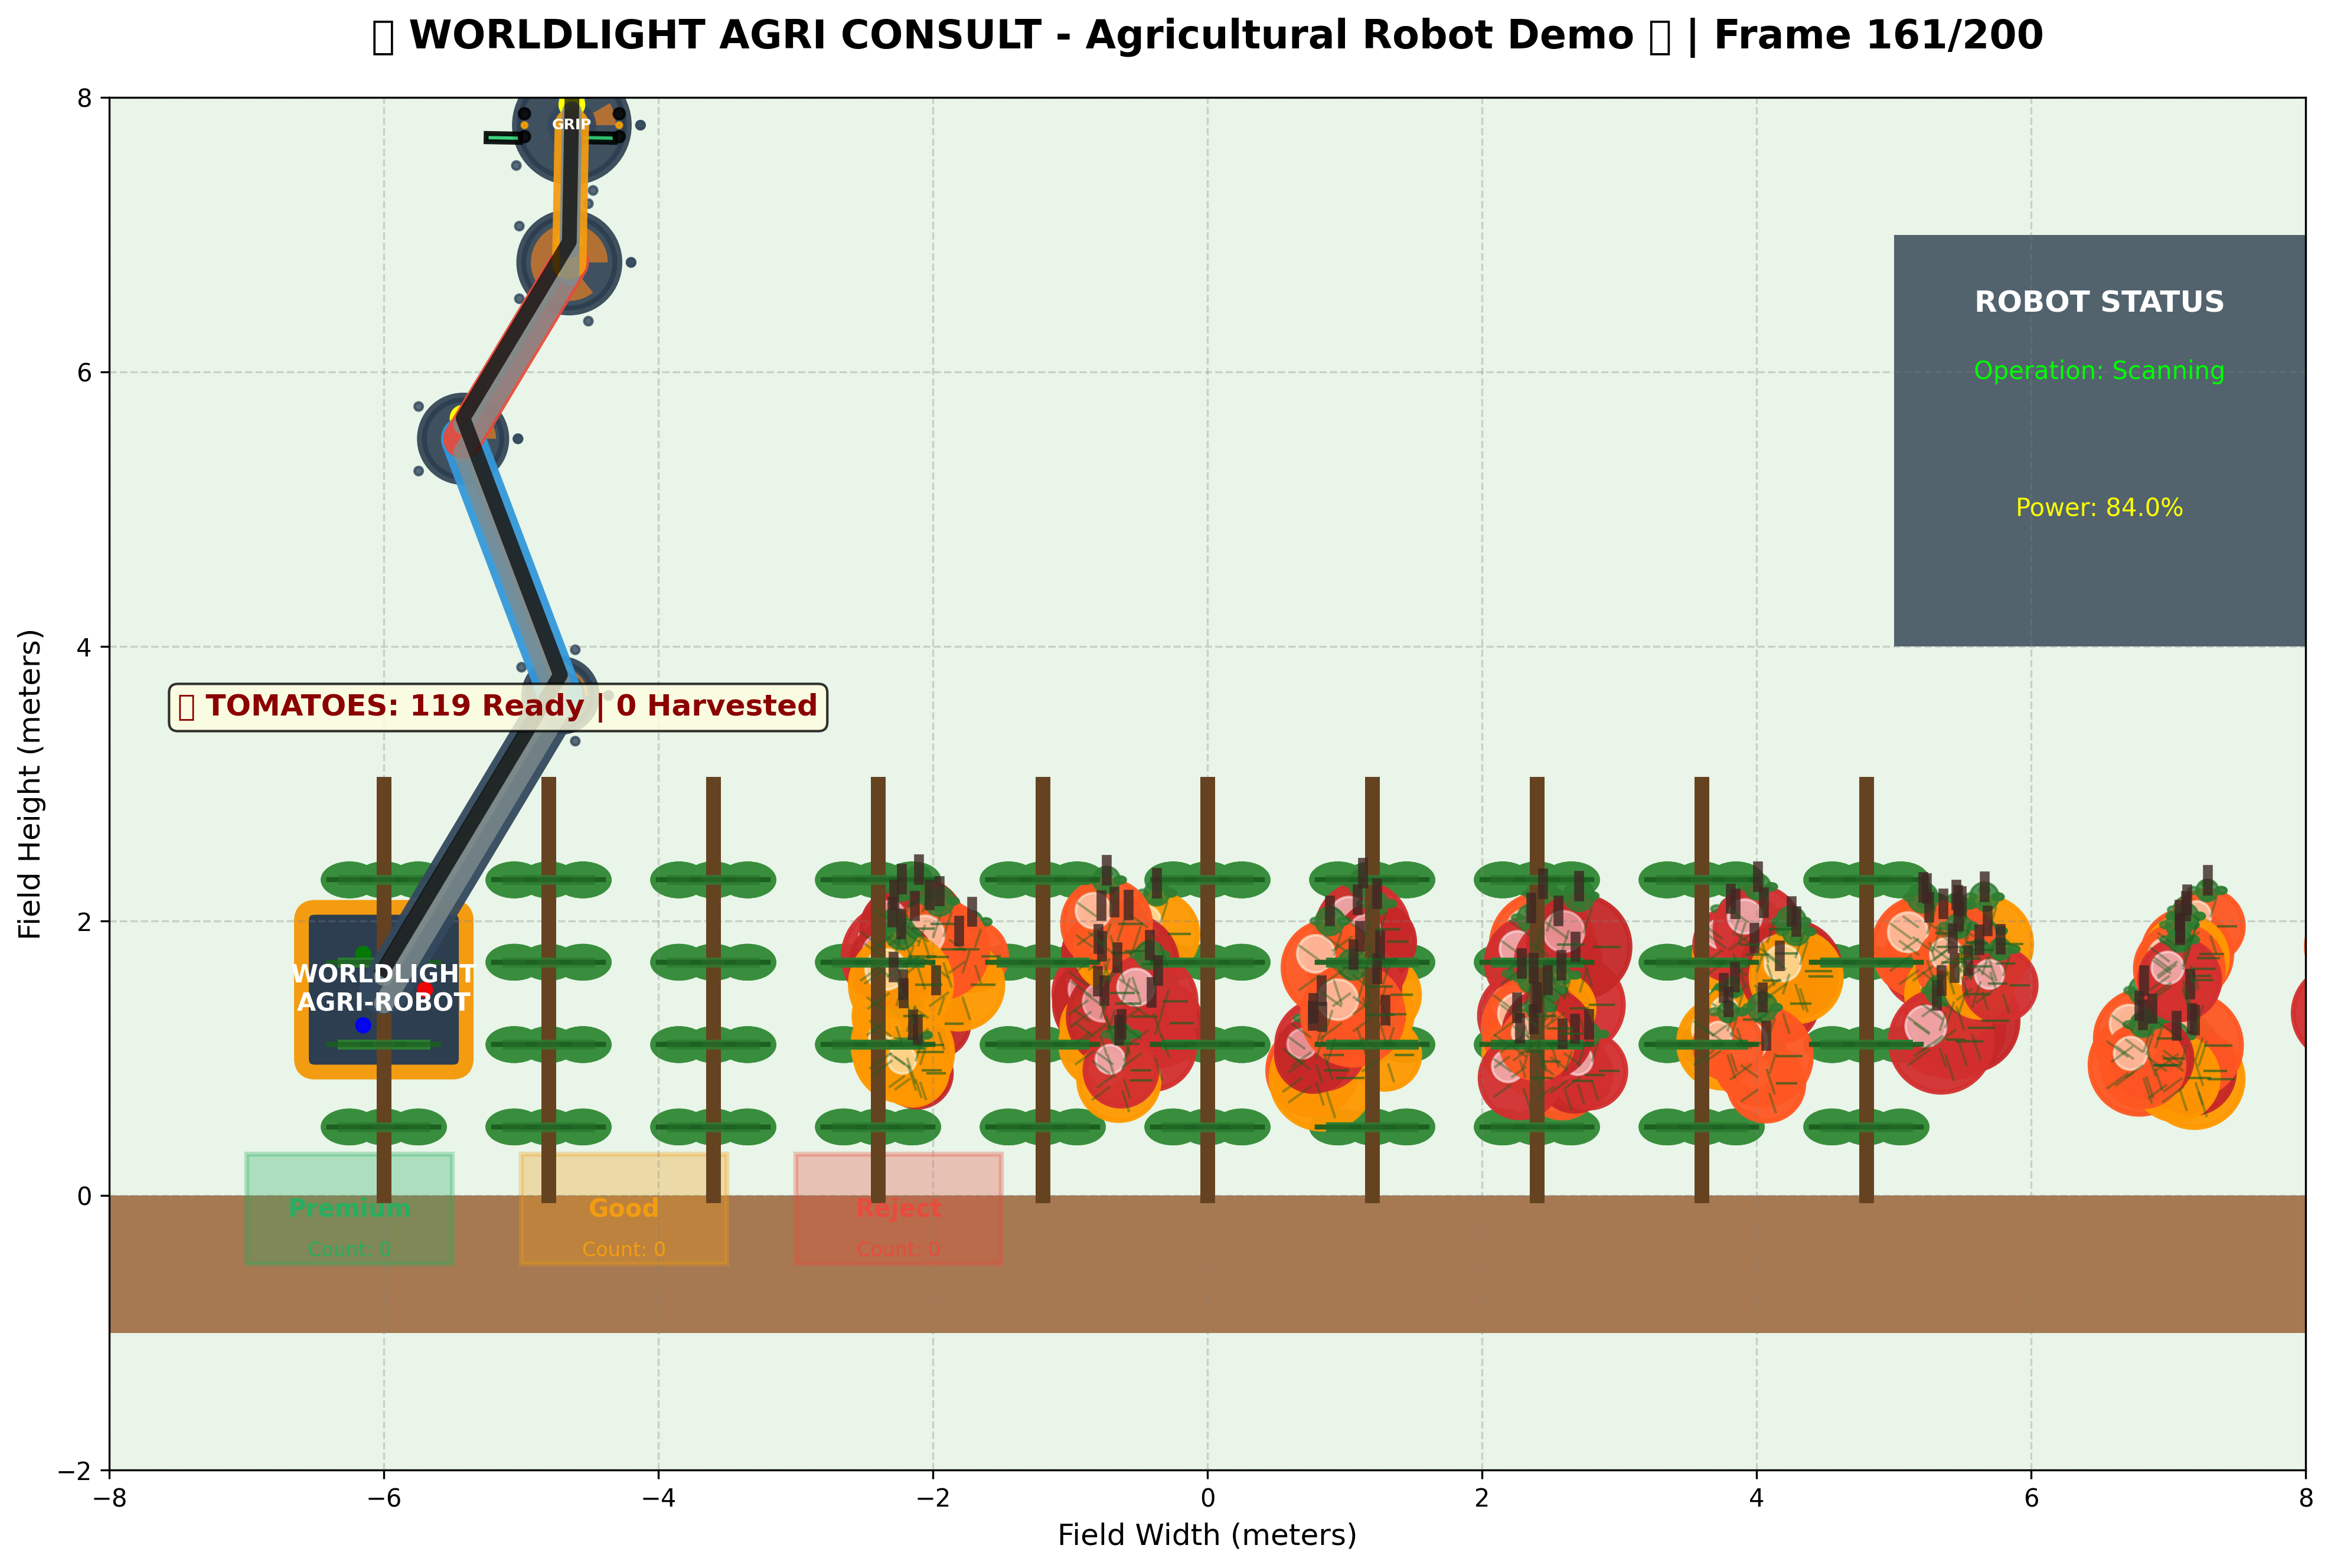 WORLDLIGHT AGRI CONSULT - Agricultural Robot Demo | Frame 161/200
8
GRIP
ROBOT STATUS
6
Operation: Scanning
Power: 84.0%
4
TOMATOES: 119 Ready | 0 Harvested
Field Height (meters)
2
WORLDLIGHT
AGRI-ROBOT
0
Premium
Good
Reject
Count: 0
Count: 0
Count: 0
−2
−8
−6
−4
−2
0
2
4
6
8
Field Width (meters)